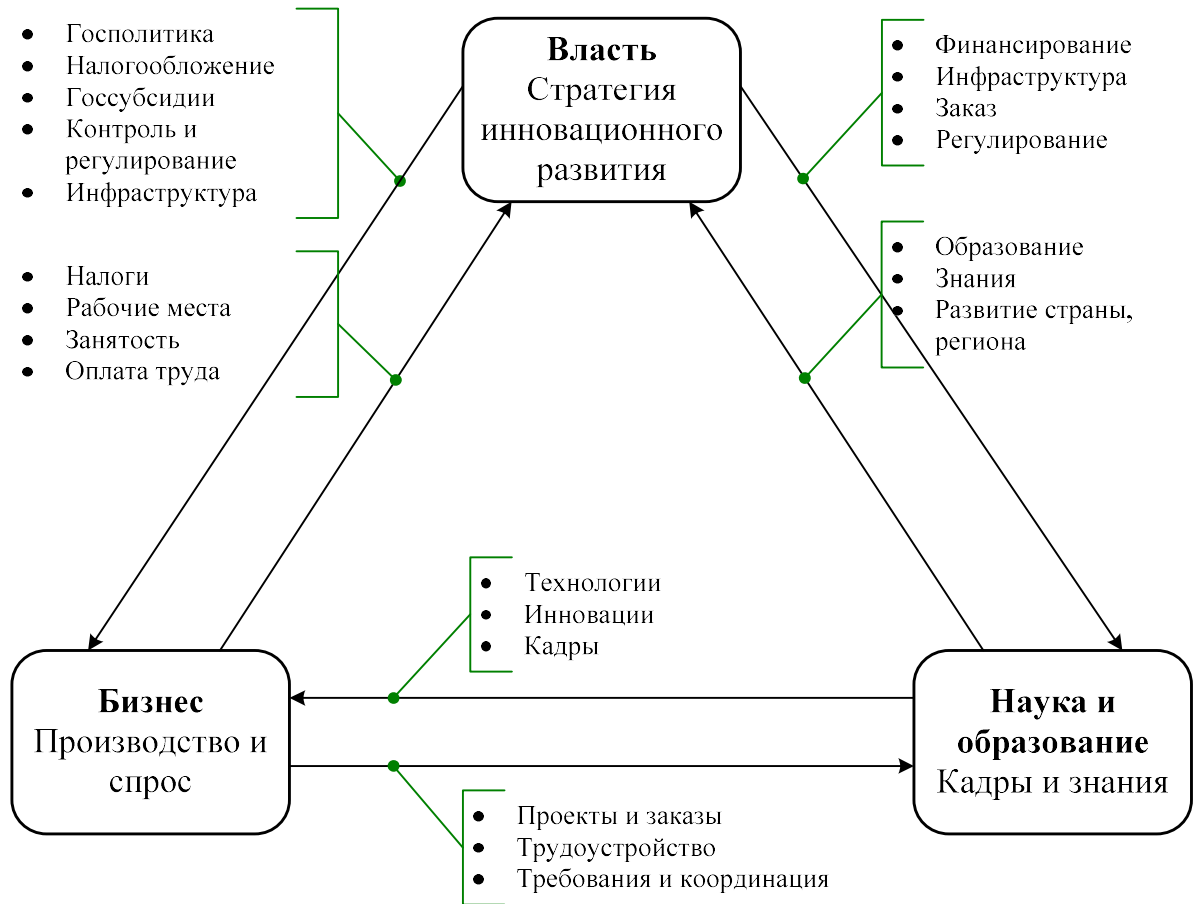 Госполитика
Налогообложение
Госсубсидии
Контроль и
регулирование
Инфраструктура
Власть
Стратегия
инновационного
развития
Финансирование
Инфраструктура
Заказ
Регулирование
Налоги
Рабочие места
Занятость
Оплата труда
Образование
Знания
Развитие страны,
региона
Технологии
Инновации
Кадры
Бизнес
Производство и
спрос
Наука и
образование
Кадры и знания
Проекты и заказы
Трудоустройство
Требования и координация